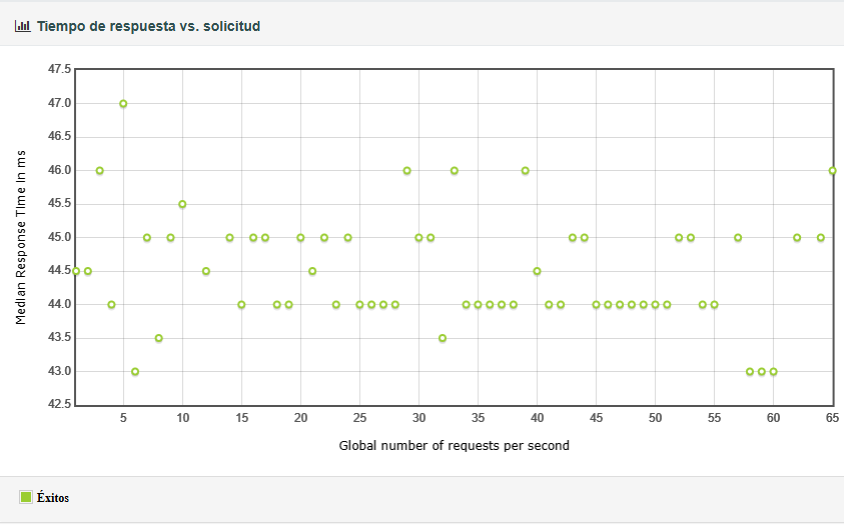 Tiempo de respuesta vs. solicitud
47.5
47.0
46.5
46.0
45.5
45.0
44.5
44.0
43.5
43.0
42.5
Median Response Time in ms
5 10 15 20 25 30 35 40 45 50 55 60 65
Global number of requests per second
Éxitos